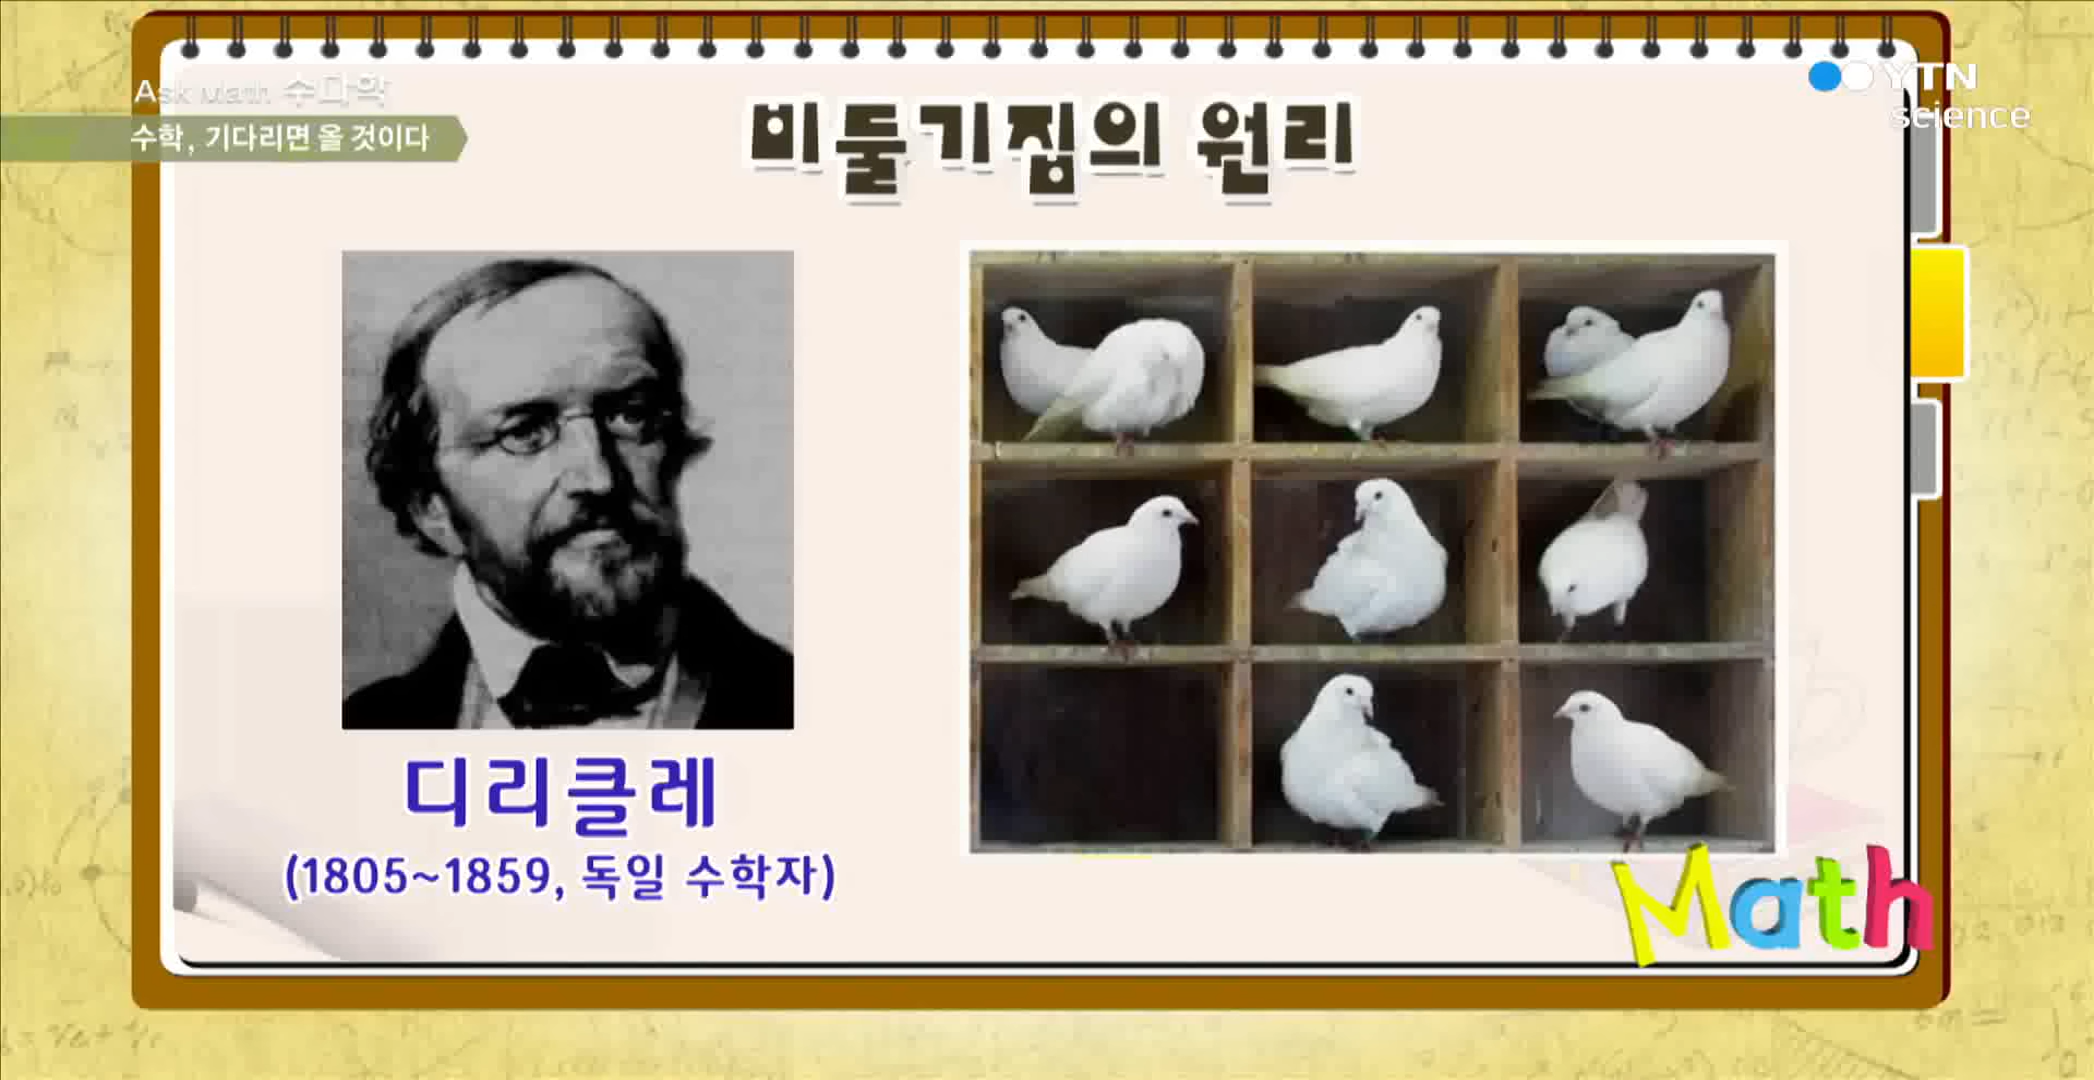 Ask Math 수다학
수학, 기다리면 올 것이다
YTN
science
비둘기집의 원리
디리클레
(1805~1859, 독일 수학자)
Math